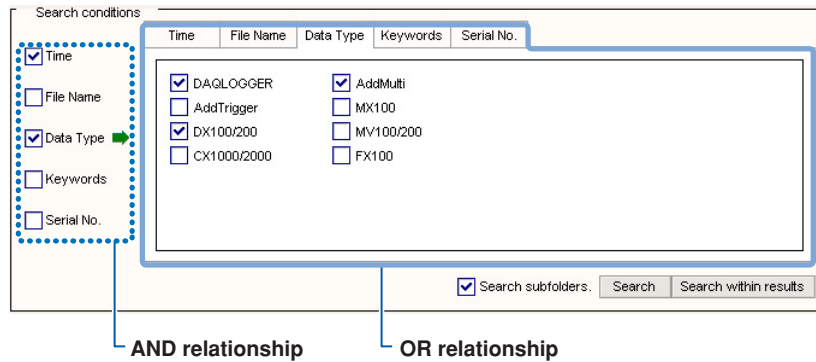 Search conditions
Time File Name Data Type Keywords Serial No.
Time
File Name
Data Type
Keywords
Serial No.
DAQLOGGER AddMulti
AddTrigger MX100
DX100/200 MV100/200
CX1000/2000 FX100
Search subfolders. Search Search within results
AND relationship OR relationship